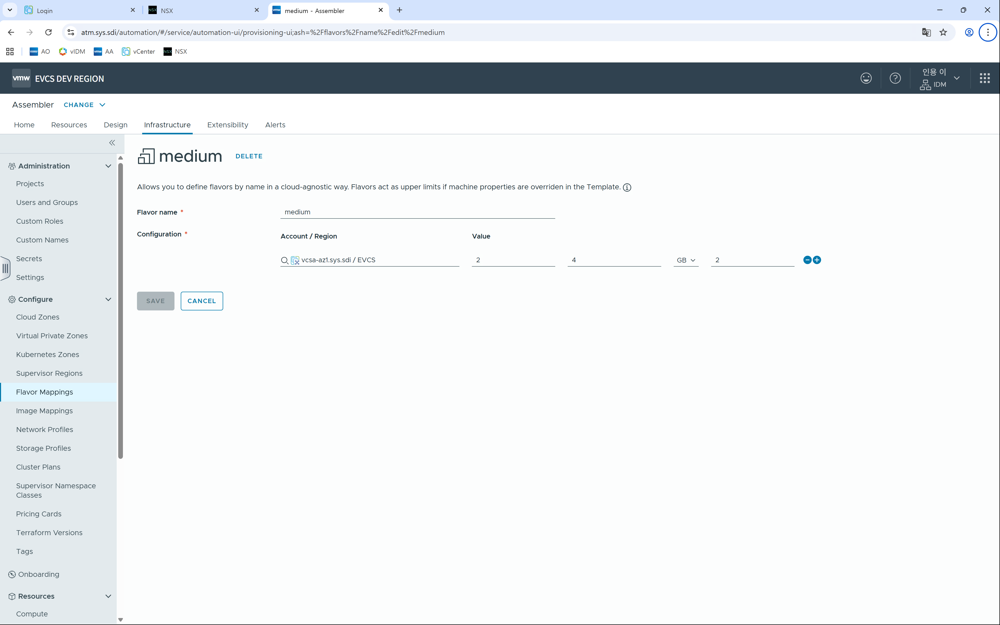 Login
NSX
medium - Assembler
atm.sys.sdi/automation/#/service/automation-ui/provisioning-ui;ash=%2Fflavors%2Fname%2Fedit%2Fmedium
AO
vIDM
AA
vCenter
NSX
vmw EVCS DEV REGION
인용 이
IDM
Assembler CHANGE
Home Resources Design Infrastructure Extensibility Alerts
Administration
Projects
Users and Groups
Custom Roles
Custom Names
Secrets
Settings
Configure
Cloud Zones
Virtual Private Zones
Kubernetes Zones
Supervisor Regions
Flavor Mappings
Image Mappings
Network Profiles
Storage Profiles
Cluster Plans
Supervisor Namespace
Classes
Pricing Cards
Terraform Versions
Tags
Onboarding
Resources
Compute
medium DELETE
Allows you to define flavors by name in a cloud-agnostic way. Flavors act as upper limits if machine properties are overriden in the Template.
Flavor name * medium
Configuration * Account / Region Value
vcsa-az1.sys.sdi / EVCS 2 4 GB 2
SAVE CANCEL